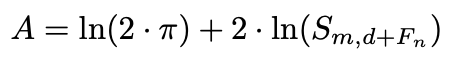 A = ln(2 · π) + 2 · ln(S_{m,d+F_n})